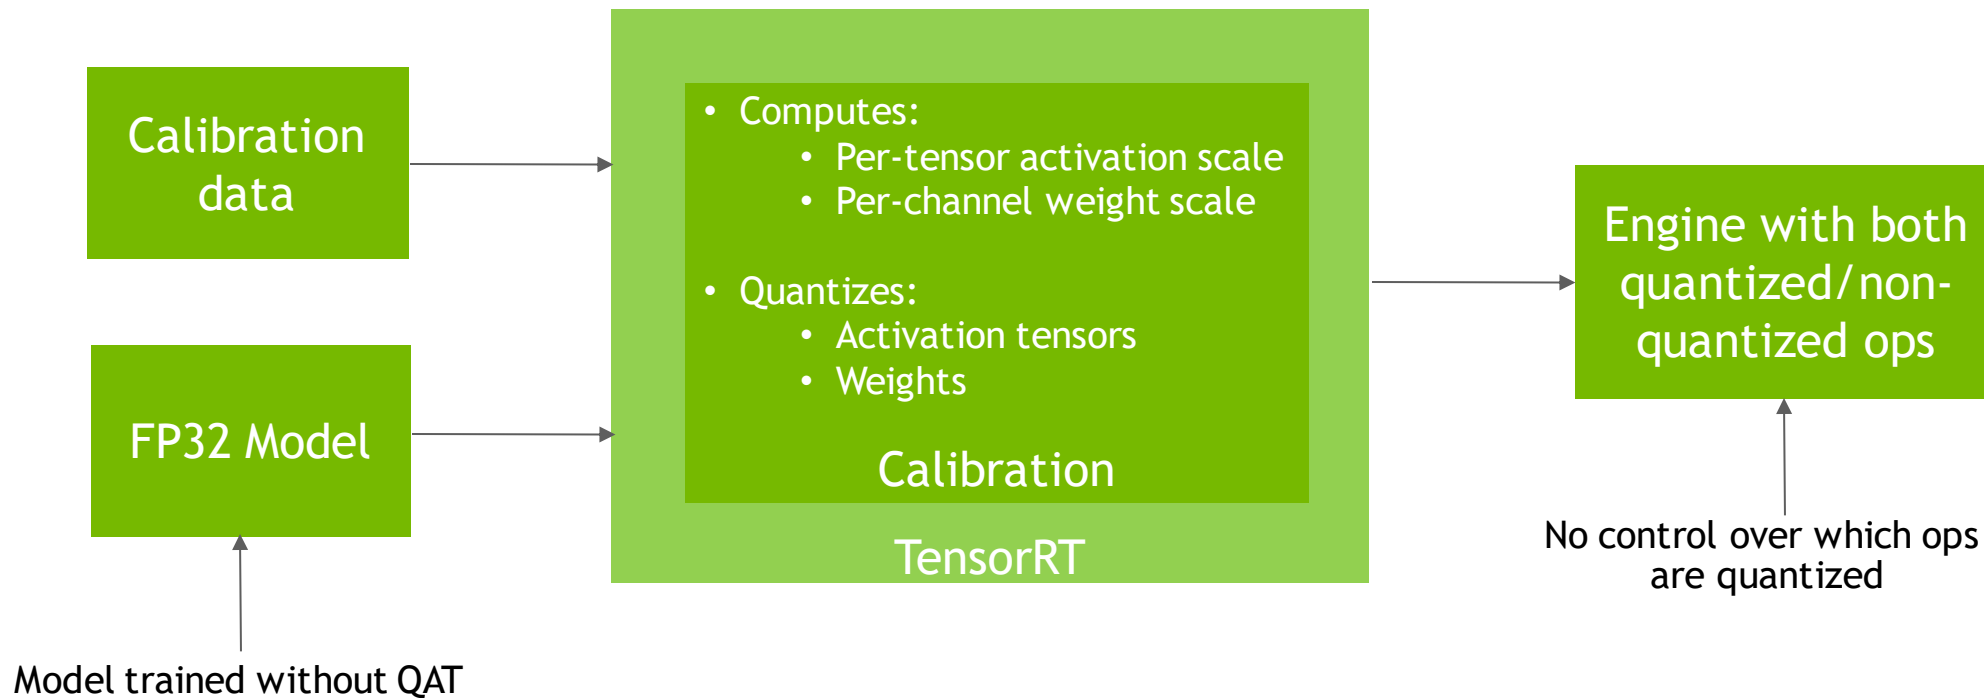 Calibration
data
FP32 Model
Model trained without QAT
• Computes:
• Per-tensor activation scale
• Per-channel weight scale
• Quantizes:
• Activation tensors
• Weights
Calibration
TensorRT
Engine with both
quantized/non-
quantized ops
No control over which ops
are quantized